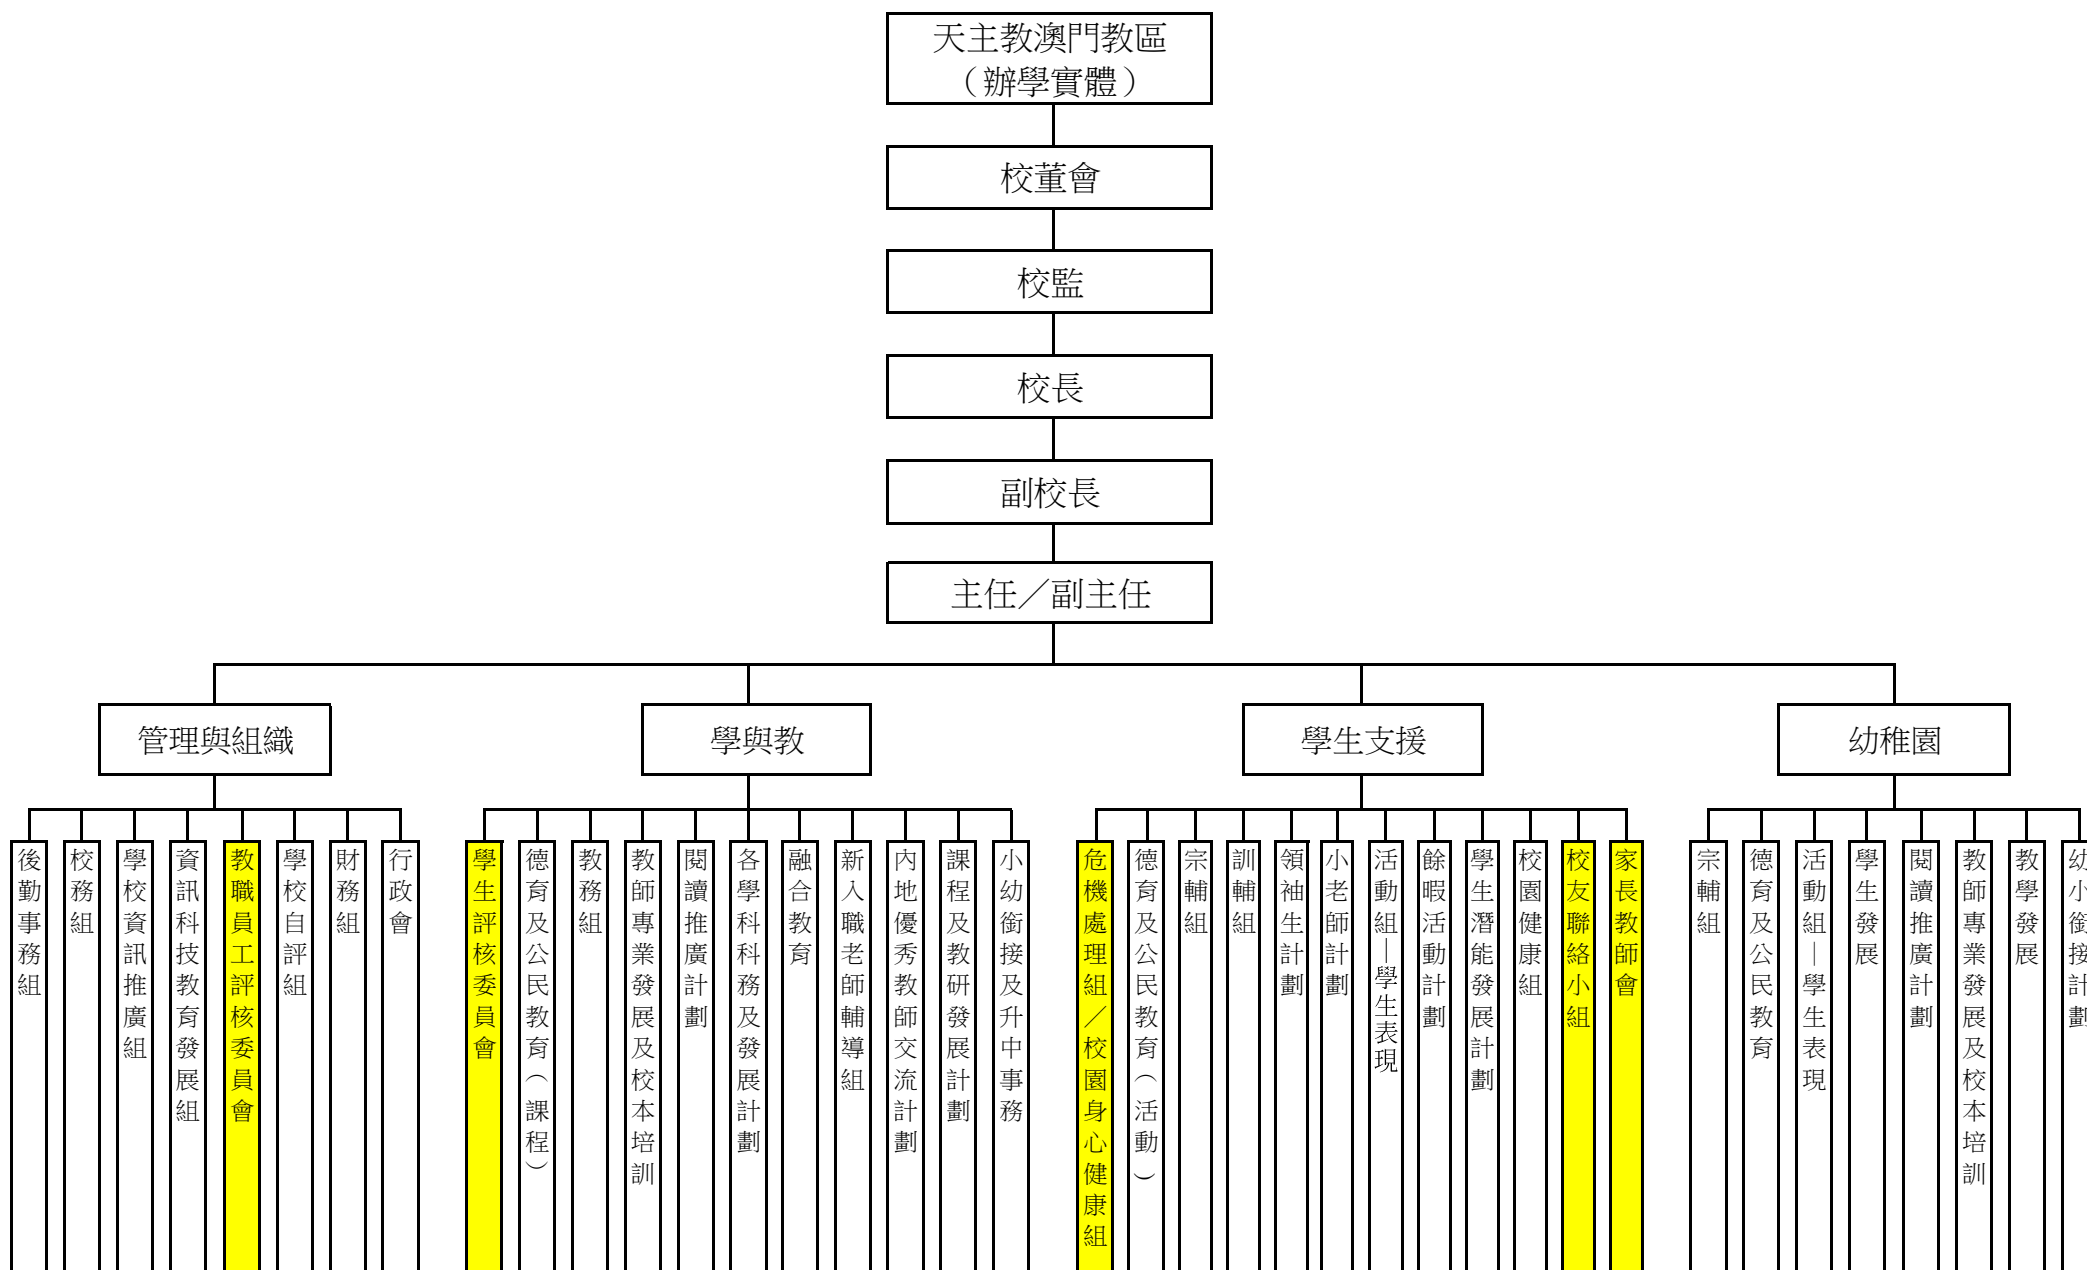 天主教澳門教區
（辦學實體）
校董會
校監
校長
副校長
主任／副主任
管理與組織
學與教
學生支援
幼稚園
後勤事務組
校務組
學校資訊推廣組
資訊科技教育發展組
教職員工評核委員會
學校自評組
財務組
行政會
學生評核委員會
德育及公民教育（課程）
教務組
教師專業發展及校本培訓
閱讀推廣計劃
各學科科務及發展計劃
融合教育
新入職老師輔導組
內地優秀教師交流計劃
課程及教研發展計劃
小幼銜接及升中事務
危機處理組／校園身心健康組
德育及公民教育（活動）
宗輔組
訓輔組
領袖生計劃
小老師計劃
活動組—學生表現
餘暇活動計劃
學生潛能發展計劃
校園健康組
校友聯絡小組
家長教師會
宗輔組
德育及公民教育
活動組—學生表現
學生發展
閱讀推廣計劃
教師專業發展及校本培訓
教學發展
幼小銜接計劃